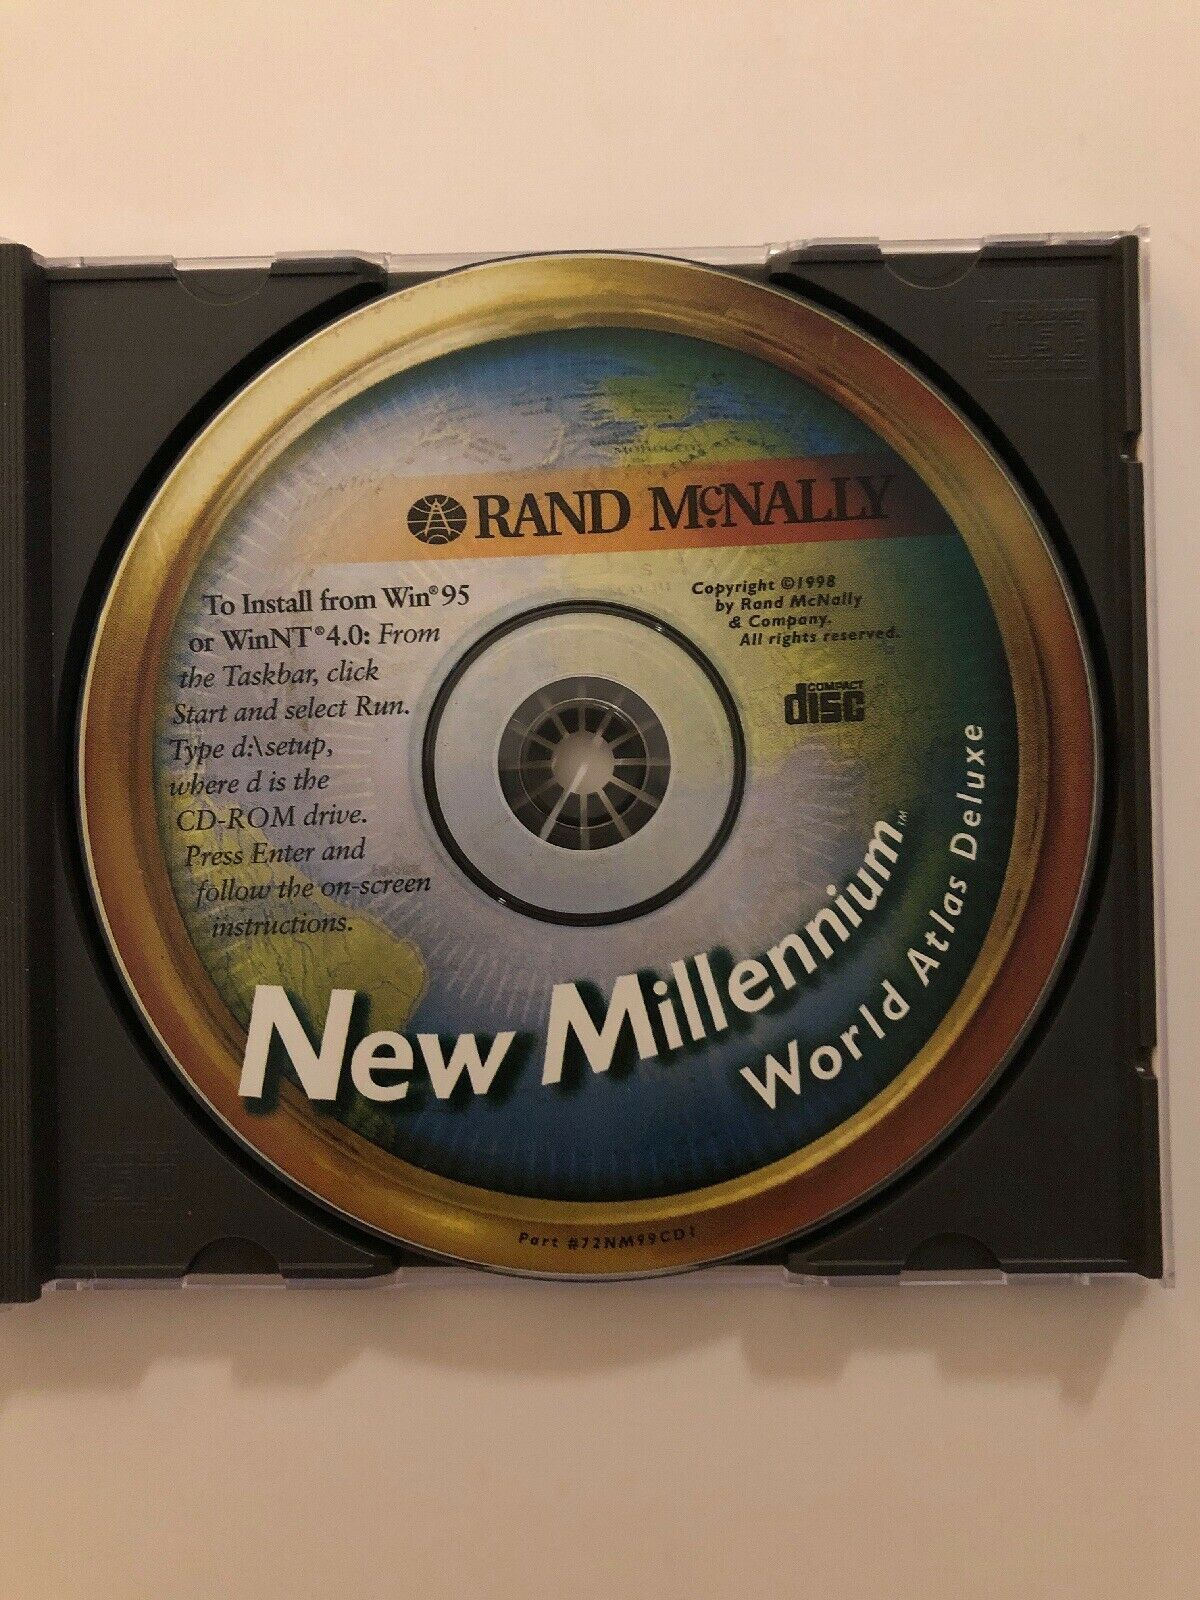 RAND McNALLY
To Install from Win®95
or WinNT®4.0: From
the Taskbar, click
Start and select Run.
Type d:\setup,
where d is the
CD-ROM drive.
Press Enter and
follow the on-screen
instructions.
Copyright ©1998
by Rand McNally
& Company.
All rights reserved.
COMPACT
disc
New Millennium™
World Atlas Deluxe
Part #72NM99CD1
MOROCCO